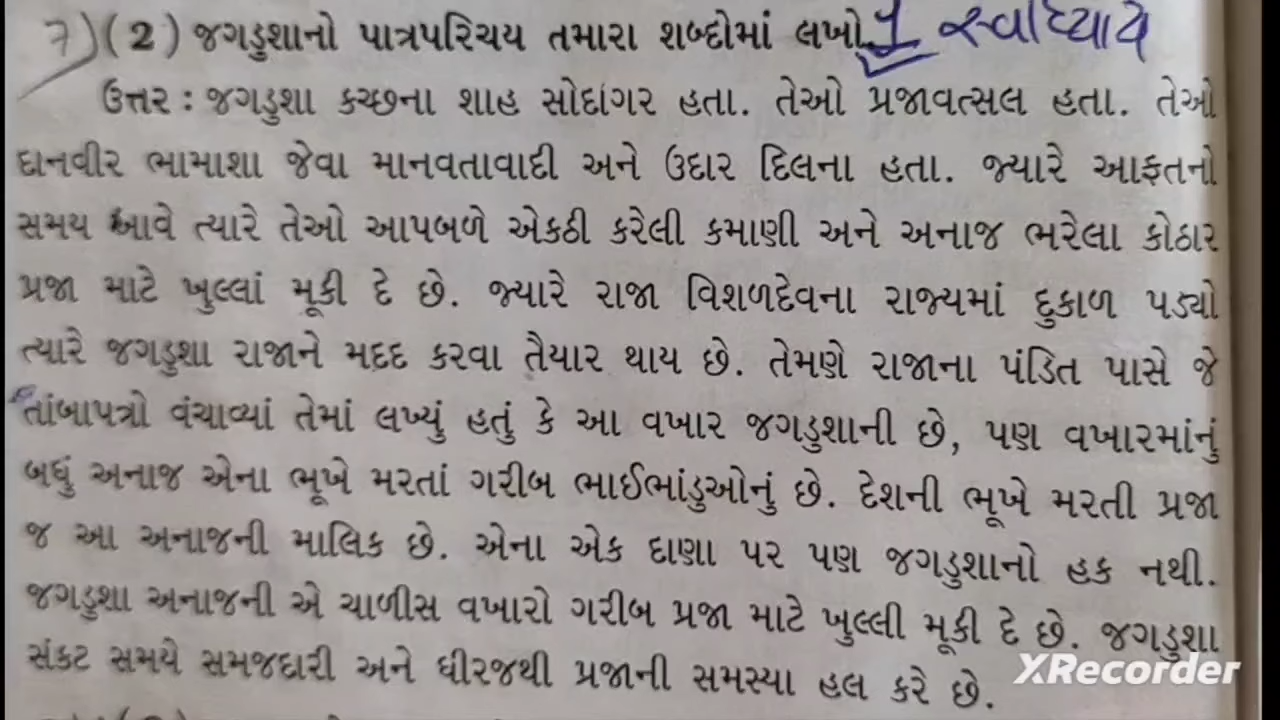 7) (2) જગડુશાનો પાત્રપરિચય તમારા શબ્દોમાં લખો. 1 સ્વાધ્યાય
ઉત્તર : જગડુશા કચ્છના શાહ સોદાગર હતા. તેઓ પ્રજાવત્સલ હતા. તેઓ
દાનવીર ભામાશા જેવા માનવતાવાદી અને ઉદાર દિલના હતા. જ્યારે આફતનો
સમય આવે ત્યારે તેઓ આપબળે એકઠી કરેલી કમાણી અને અનાજ ભરેલા કોઠાર
પ્રજા માટે ખુલ્લાં મૂકી દે છે. જ્યારે રાજા વિશળદેવના રાજ્યમાં દુકાળ પડ્યો
ત્યારે જગડુશા રાજાને મદદ કરવા તૈયાર થાય છે. તેમણે રાજાના પંડિત પાસે જે
તાંબાપત્રો વંચાવ્યાં તેમાં લખ્યું હતું કે આ વખાર જગડુશાની છે, પણ વખારમાંનું
બધું અનાજ એના ભૂખે મરતાં ગરીબ ભાઈભાંડુઓનું છે. દેશની ભૂખે મરતી પ્રજા
જ આ અનાજની માલિક છે. એના એક દાણા પર પણ જગડુશાનો હક નથી.
જગડુશા અનાજની એ ચાળીસ વખારો ગરીબ પ્રજા માટે ખુલ્લી મૂકી દે છે. જગડુશા
સંકટ સમયે સમજદારી અને ધીરજથી પ્રજાની સમસ્યા હલ કરે છે.
XRecorder